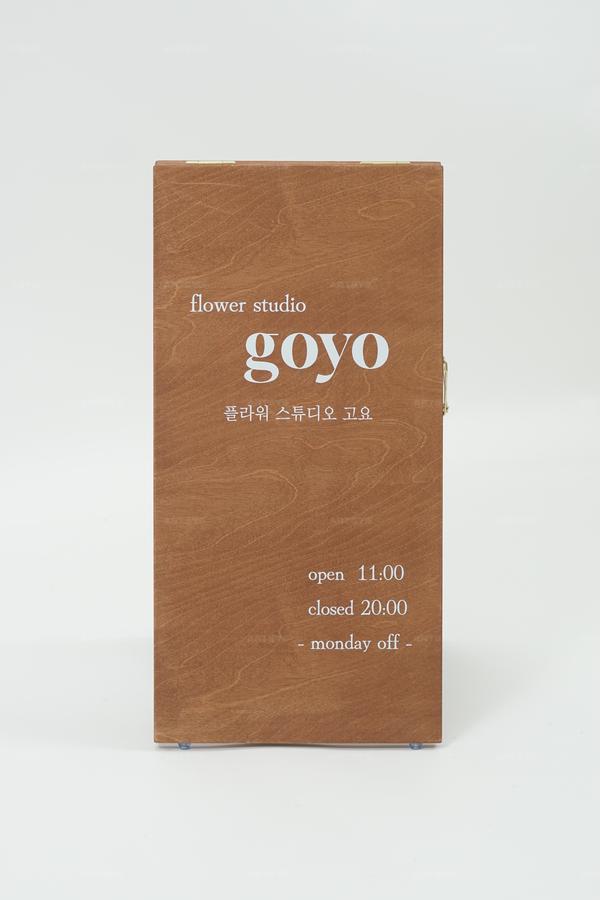 flower studio
goyo
플라워 스튜디오 고요
open 11:00
closed 20:00
- monday off -